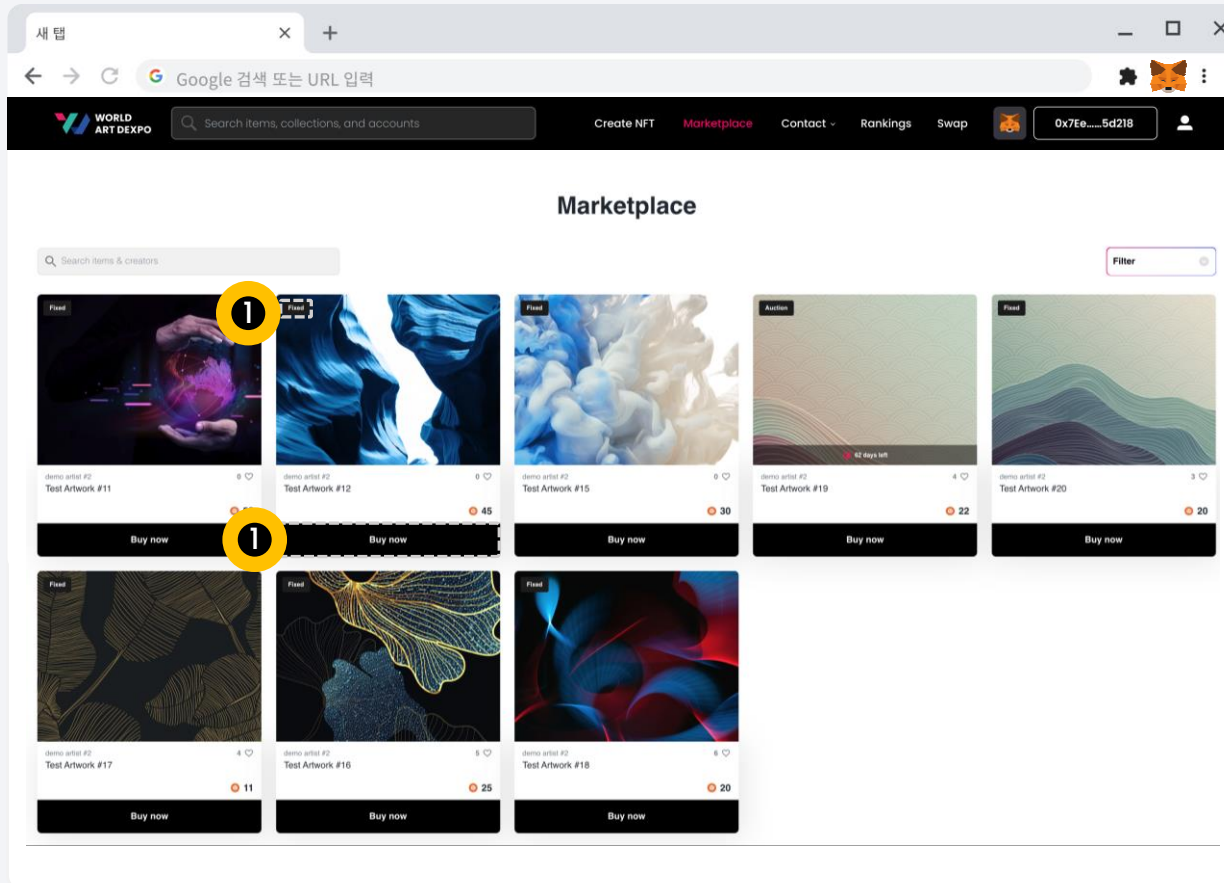 새 탭
Google 검색 또는 URL 입력
WORLD
ART DEXPO
Search items, collections, and accounts
Create NFT
Marketplace
Contact
Rankings
Swap
0x7Ee......5d218
Marketplace
Search items & creators
Filter
Fixed
1
Fixed
Fixed
Auction
Fixed
62 days left
demo artist #2
0
demo artist #2
0
demo artist #2
0
demo artist #2
4
demo artist #2
3
Test Artwork #11
Test Artwork #12
Test Artwork #15
Test Artwork #19
Test Artwork #20
45
30
22
20
Buy now
1
Buy now
Buy now
Buy now
Buy now
Fixed
Fixed
Fixed
demo artist #2
4
demo artist #2
5
demo artist #2
6
Test Artwork #17
Test Artwork #16
Test Artwork #18
11
25
20
Buy now
Buy now
Buy now